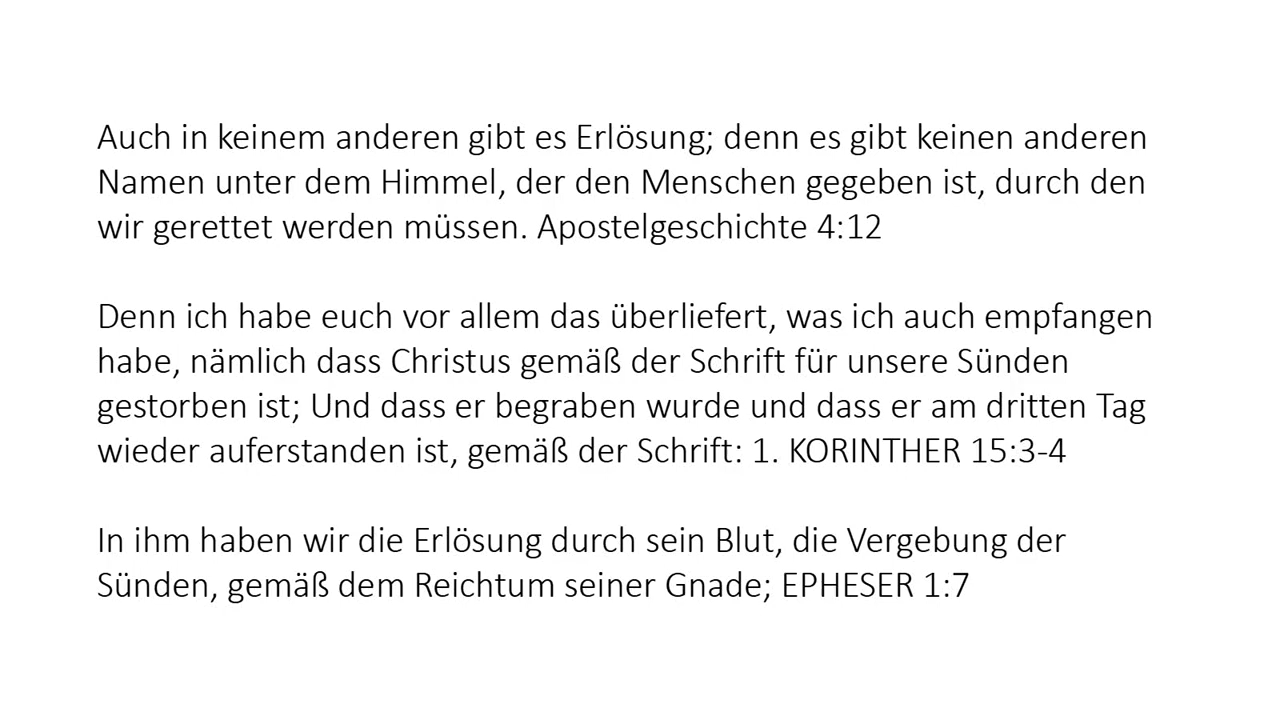 Auch in keinem anderen gibt es Erlösung; denn es gibt keinen anderen
Namen unter dem Himmel, der den Menschen gegeben ist, durch den
wir gerettet werden müssen. Apostelgeschichte 4:12
Denn ich habe euch vor allem das überliefert, was ich auch empfangen
habe, nämlich dass Christus gemäß der Schrift für unsere Sünden
gestorben ist; Und dass er begraben wurde und dass er am dritten Tag
wieder auferstanden ist, gemäß der Schrift: 1. KORINTHER 15:3-4
In ihm haben wir die Erlösung durch sein Blut, die Vergebung der
Sünden, gemäß dem Reichtum seiner Gnade; EPHESER 1:7